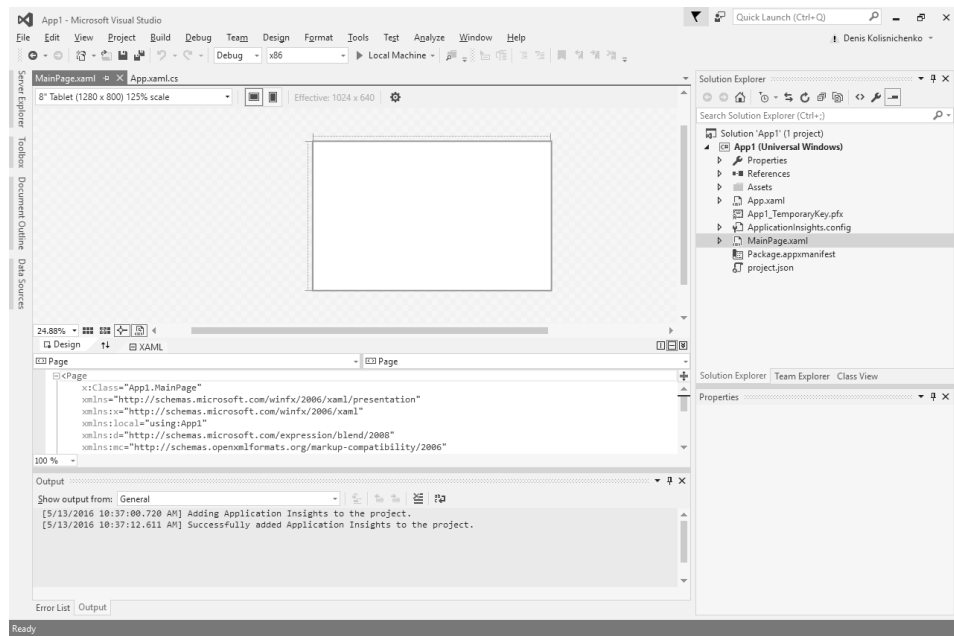 App1 - Microsoft Visual Studio
Quick Launch (Ctrl+Q)
File Edit View Project Build Debug Team Design Format Tools Test Analyze Window Help
Denis Kolisnichenko
Debug x86 Local Machine
Server Explorer
Toolbox
Document Outline
Data Sources
MainPage.xaml App.xaml.cs
8" Tablet (1280 x 800) 125% scale Effective: 1024 x 640
24.88%
Design XAML
Page Page
<Page
x:Class="App1.MainPage"
xmlns="http://schemas.microsoft.com/winfx/2006/xaml/presentation"
xmlns:x="http://schemas.microsoft.com/winfx/2006/xaml"
xmlns:local="using:App1"
xmlns:d="http://schemas.microsoft.com/expression/blend/2008"
xmlns:mc="http://schemas.openxmlformats.org/markup-compatibility/2006"
100 %
Output
Show output from: General
[5/13/2016 10:37:00.720 AM] Adding Application Insights to the project.
[5/13/2016 10:37:12.611 AM] Successfully added Application Insights to the project.
Error List Output
Solution Explorer
Search Solution Explorer (Ctrl+;)
Solution 'App1' (1 project)
C# App1 (Universal Windows)
Properties
References
Assets
App.xaml
App1_TemporaryKey.pfx
ApplicationInsights.config
MainPage.xaml
Package.appxmanifest
project.json
Solution Explorer Team Explorer Class View
Properties
Ready